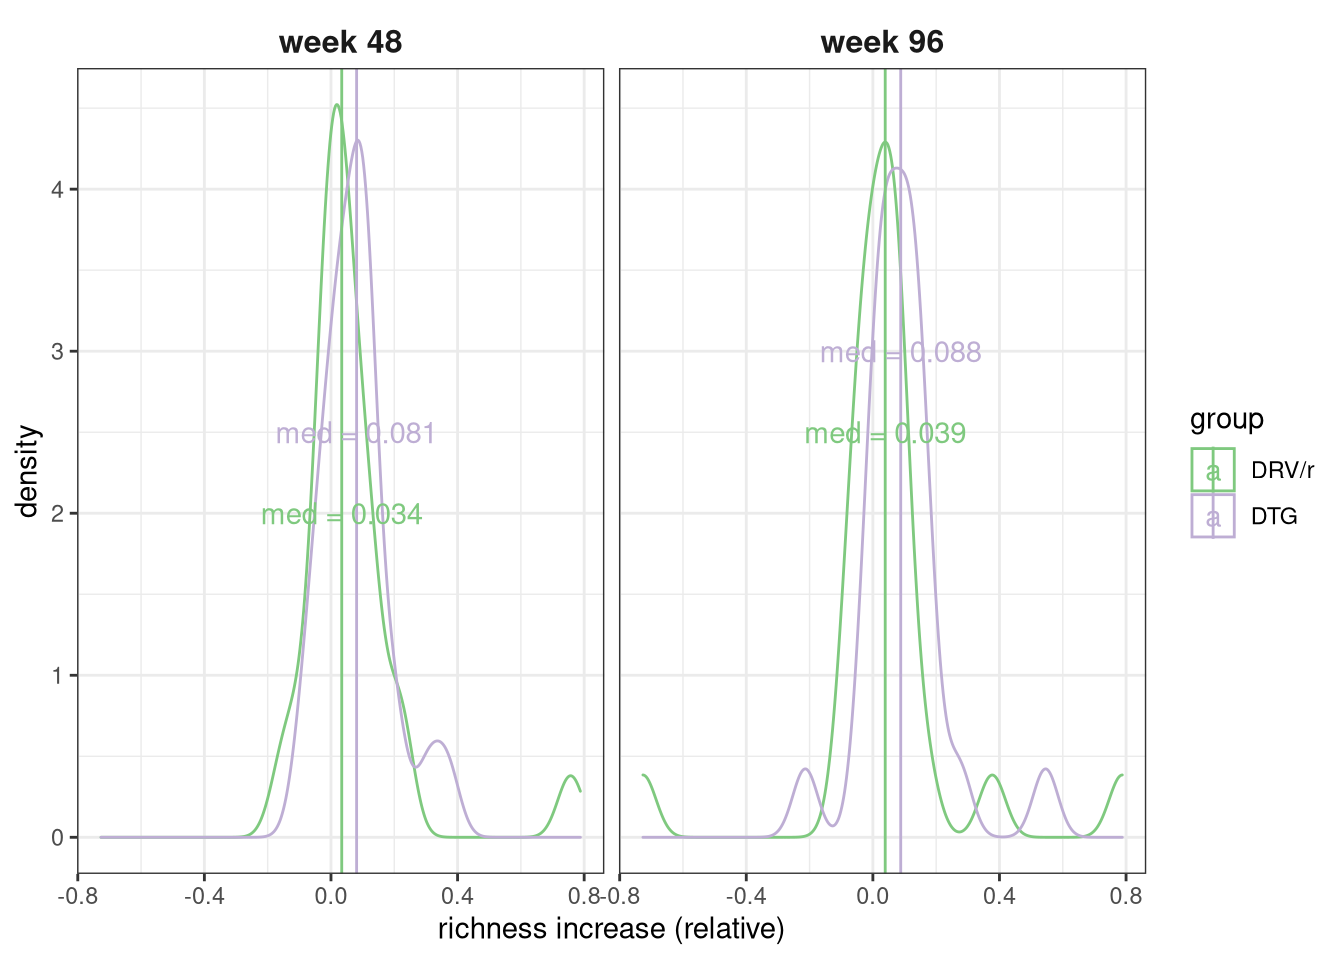 week 48
week 96
4
3
2
1
0
density
med = 0.081
med = 0.034
med = 0.088
med = 0.039
-0.8 -0.4 0.0 0.4 0.8
-0.8 -0.4 0.0 0.4 0.8
richness increase (relative)
group
a DRV/r
a DTG